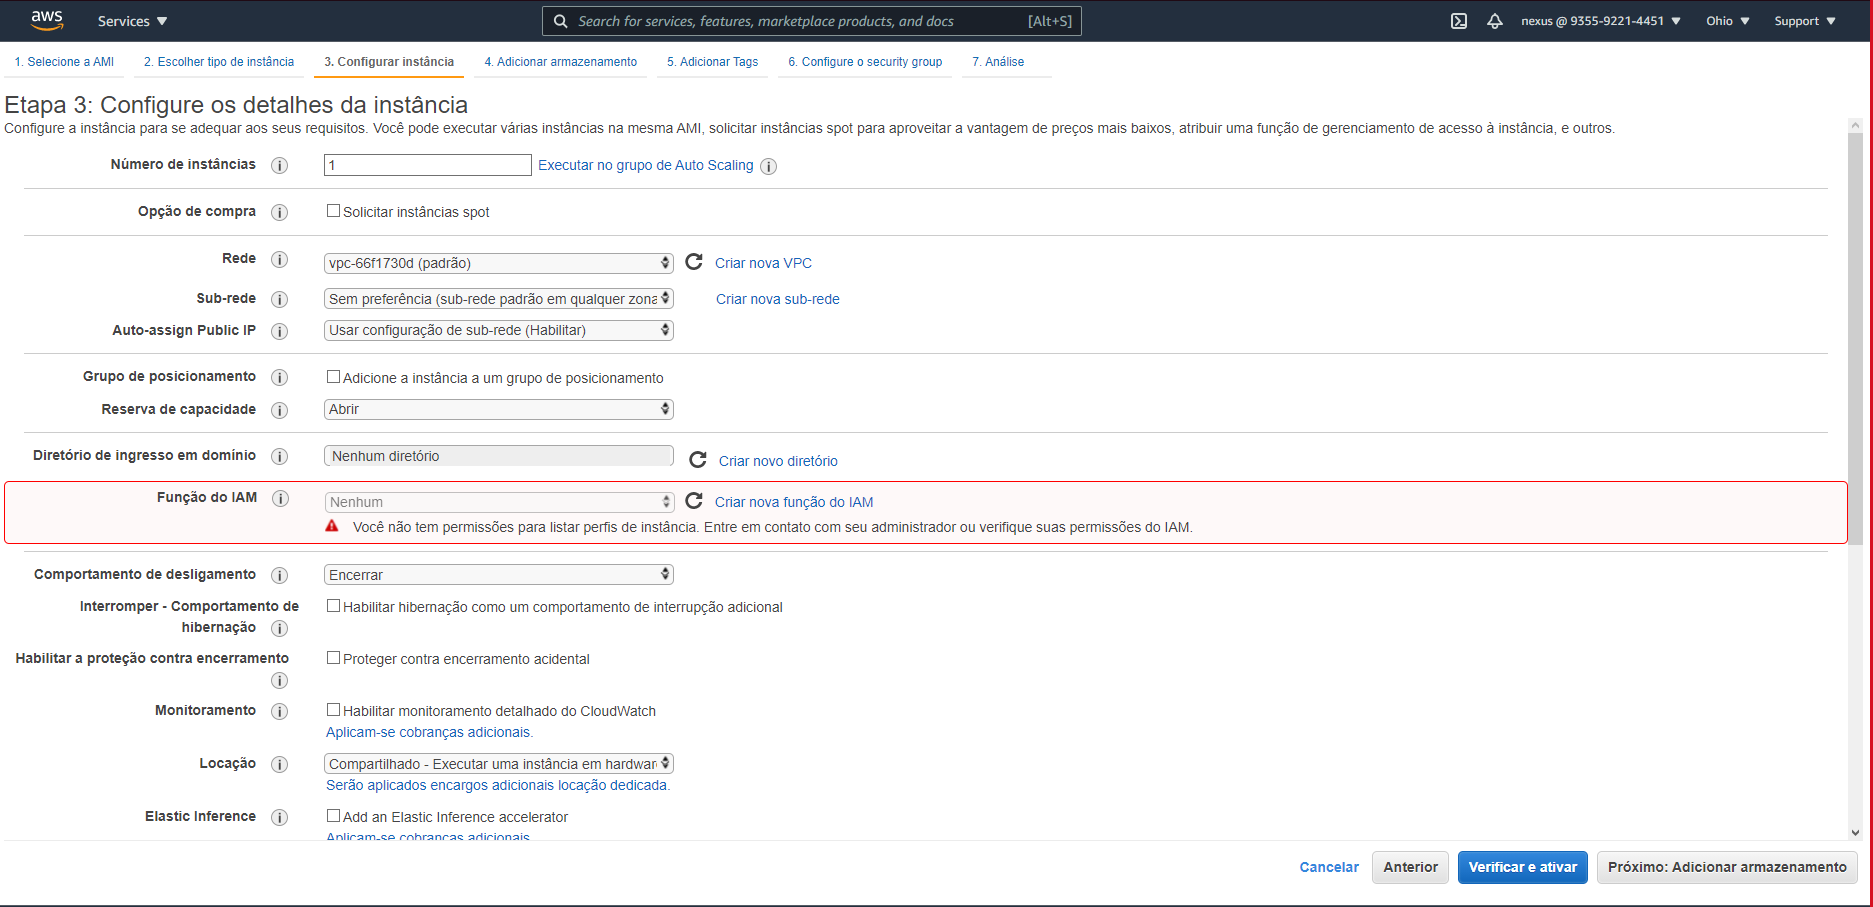 aws Services Search for services, features, marketplace products, and docs [Alt+S] nexus @ 9355-9221-4451 Ohio Support
1. Selecione a AMI 2. Escolher tipo de instância 3. Configurar instância 4. Adicionar armazenamento 5. Adicionar Tags 6. Configure o security group 7. Análise
Etapa 3: Configure os detalhes da instância
Configure a instância para se adequar aos seus requisitos. Você pode executar várias instâncias na mesma AMI, solicitar instâncias spot para aproveitar a vantagem de preços mais baixos, atribuir uma função de gerenciamento de acesso à instância, e outros.
Número de instâncias 1 Executar no grupo de Auto Scaling
Opção de compra Solicitar instâncias spot
Rede vpc-66f1730d (padrão) Criar nova VPC
Sub-rede Sem preferência (sub-rede padrão em qualquer zona Criar nova sub-rede
Auto-assign Public IP Usar configuração de sub-rede (Habilitar)
Grupo de posicionamento Adicione a instância a um grupo de posicionamento
Reserva de capacidade Abrir
Diretório de ingresso em domínio Nenhum diretório Criar novo diretório
Função do IAM Nenhum Criar nova função do IAM
Você não tem permissões para listar perfis de instância. Entre em contato com seu administrador ou verifique suas permissões do IAM.
Comportamento de desligamento Encerrar
Interromper - Comportamento de Habilitar hibernação como um comportamento de interrupção adicional
hibernação
Habilitar a proteção contra encerramento Proteger contra encerramento acidental
Monitoramento Habilitar monitoramento detalhado do CloudWatch
Aplicam-se cobranças adicionais.
Locação Compartilhado - Executar uma instância em hardwar
Serão aplicados encargos adicionais locação dedicada.
Elastic Inference Add an Elastic Inference accelerator
Aplicam-se cobranças adicionais
Cancelar Anterior Verificar e ativar Próximo: Adicionar armazenamento